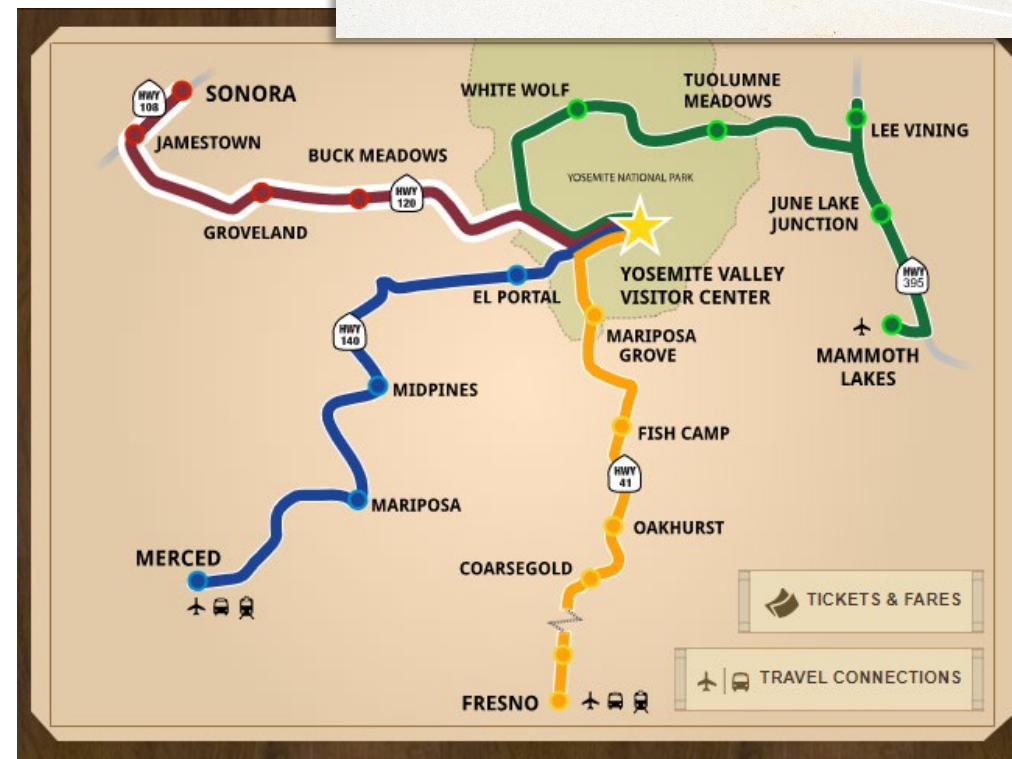 WHITE WOLF
TUOLUMNE
MEADOWS
HWY
108
SONORA
LEE VINING
JAMESTOWN
BUCK MEADOWS
YOSEMITE NATIONAL PARK
HWY
120
JUNE LAKE
JUNCTION
GROVELAND
YOSEMITE VALLEY
VISITOR CENTER
HWY
395
EL PORTAL
HWY
140
MARIPOSA
GROVE
MAMMOTH
LAKES
MIDPINES
FISH CAMP
HWY
41
MARIPOSA
OAKHURST
MERCED
COARSEGOLD
TICKETS & FARES
TRAVEL CONNECTIONS
FRESNO